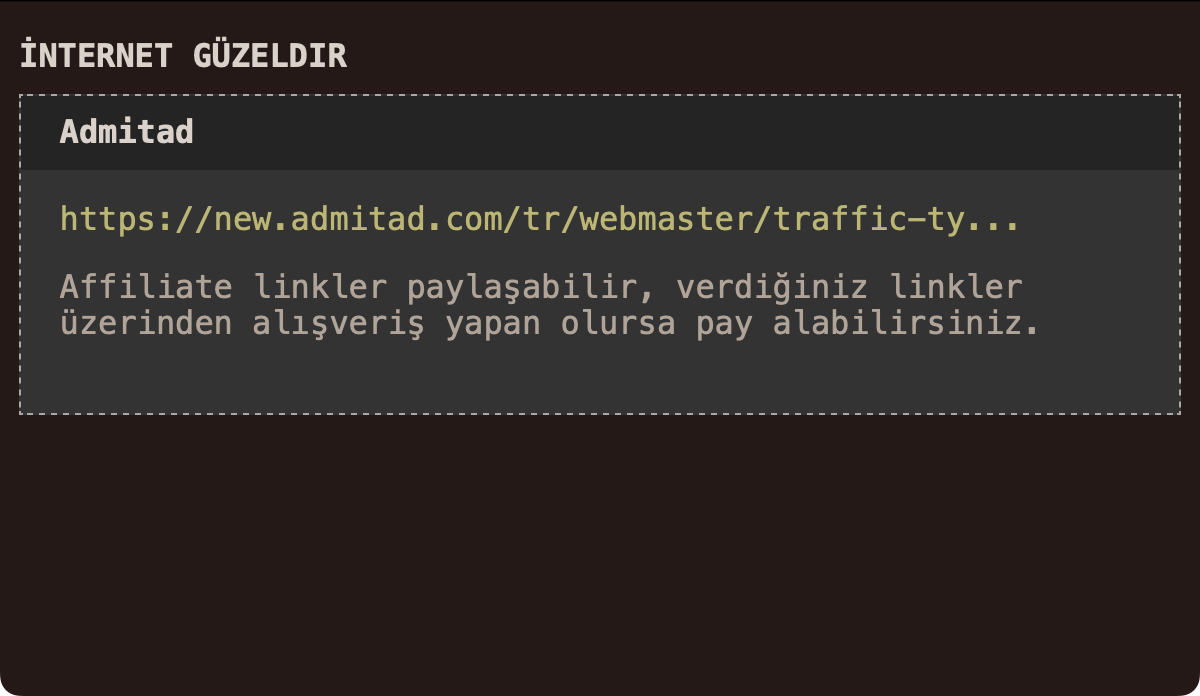 İNTERNET GÜZELDIR
Admitad
https://new.admitad.com/tr/webmaster/traffic-ty...
Affiliate linkler paylaşabilir, verdiğiniz linkler
üzerinden alışveriş yapan olursa pay alabilirsiniz.